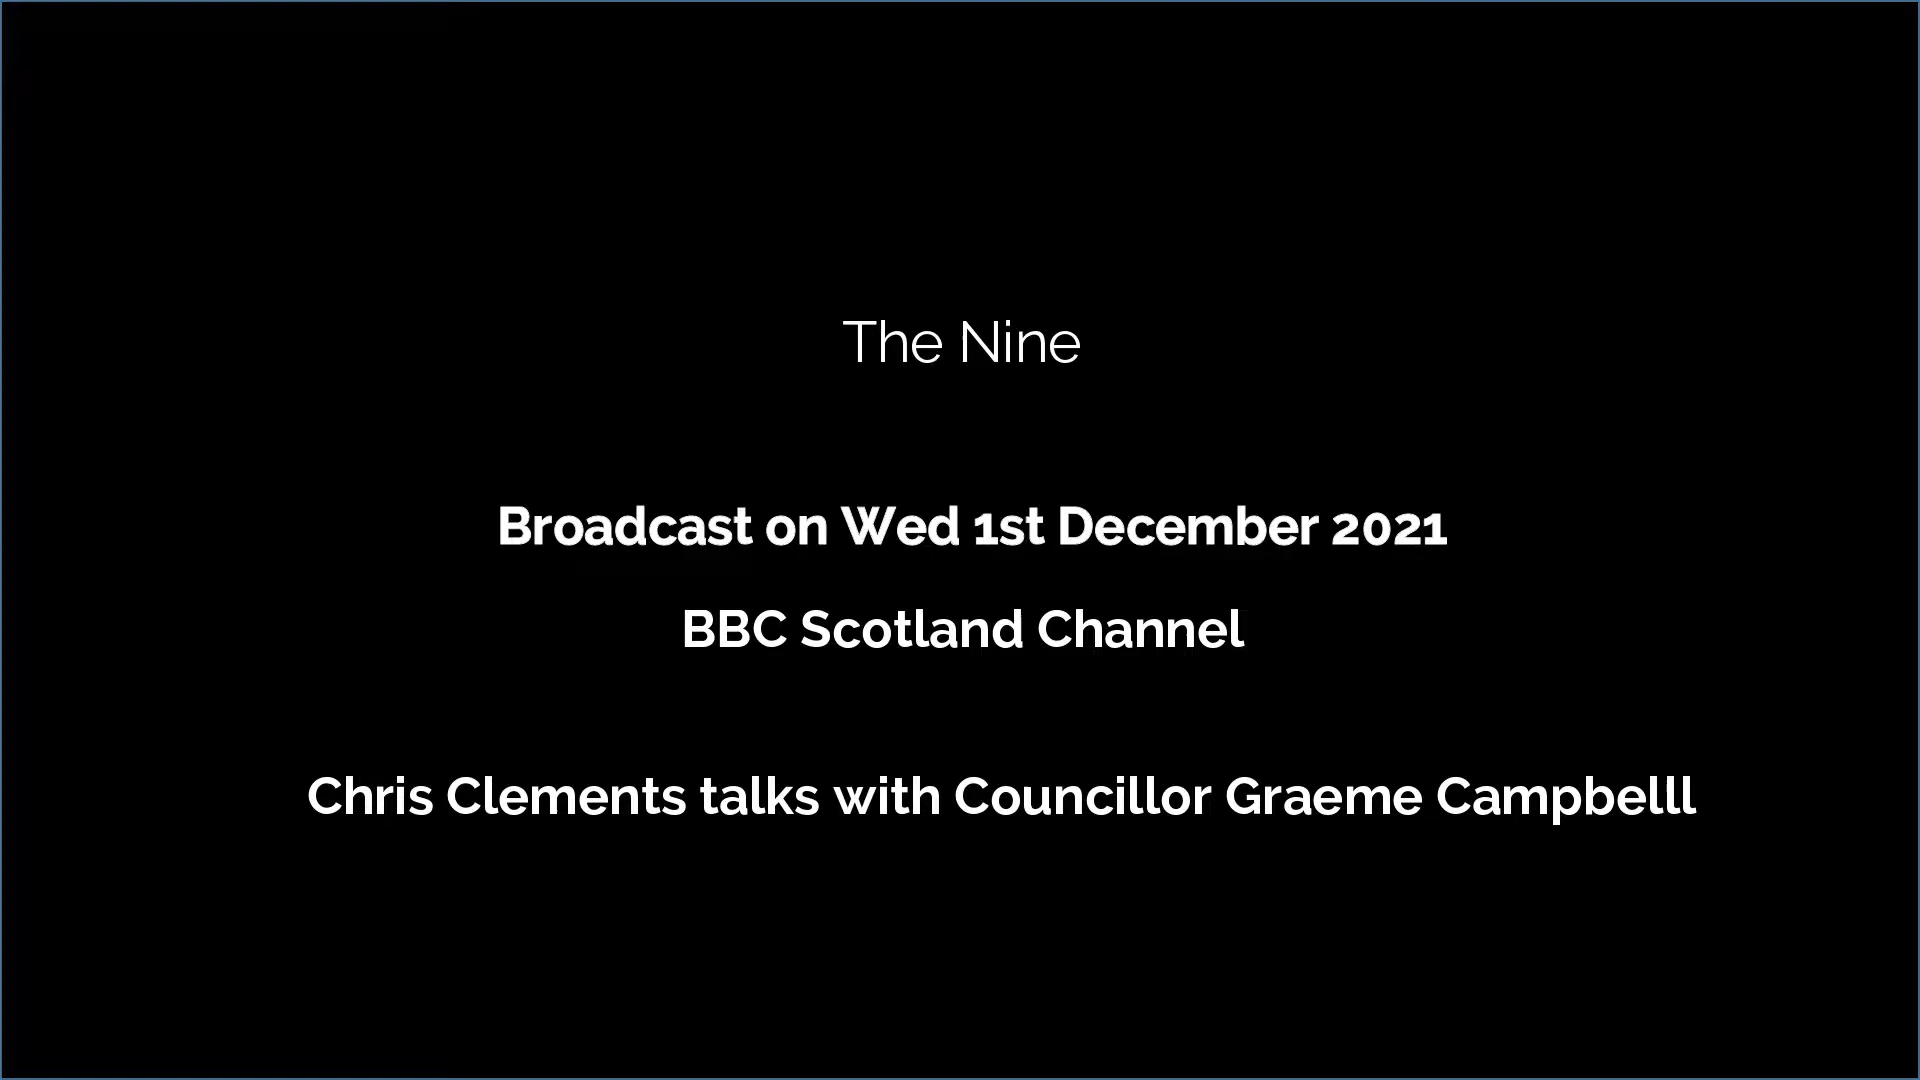 The Nine
Broadcast on Wed 1st December 2021
BBC Scotland Channel
Chris Clements talks with Councillor Graeme Campbelll